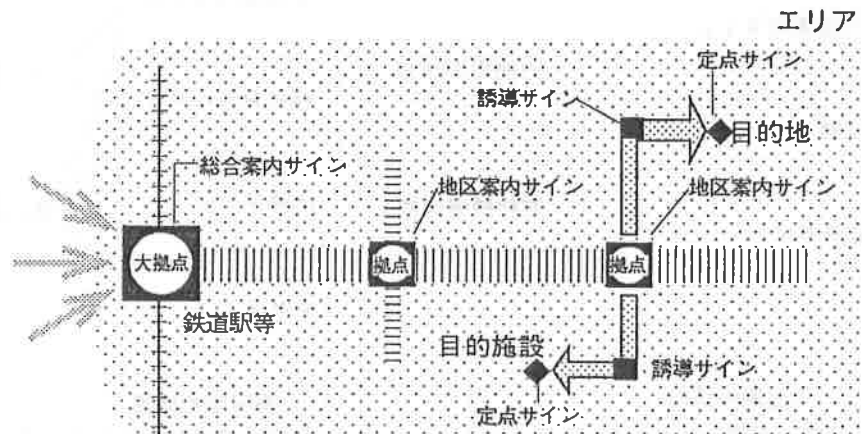 エリア
定点サイン
誘導サイン
目的地
総合案内サイン
地区案内サイン
地区案内サイン
大拠点
拠点
拠点
鉄道駅等
目的施設
誘導サイン
定点サイン